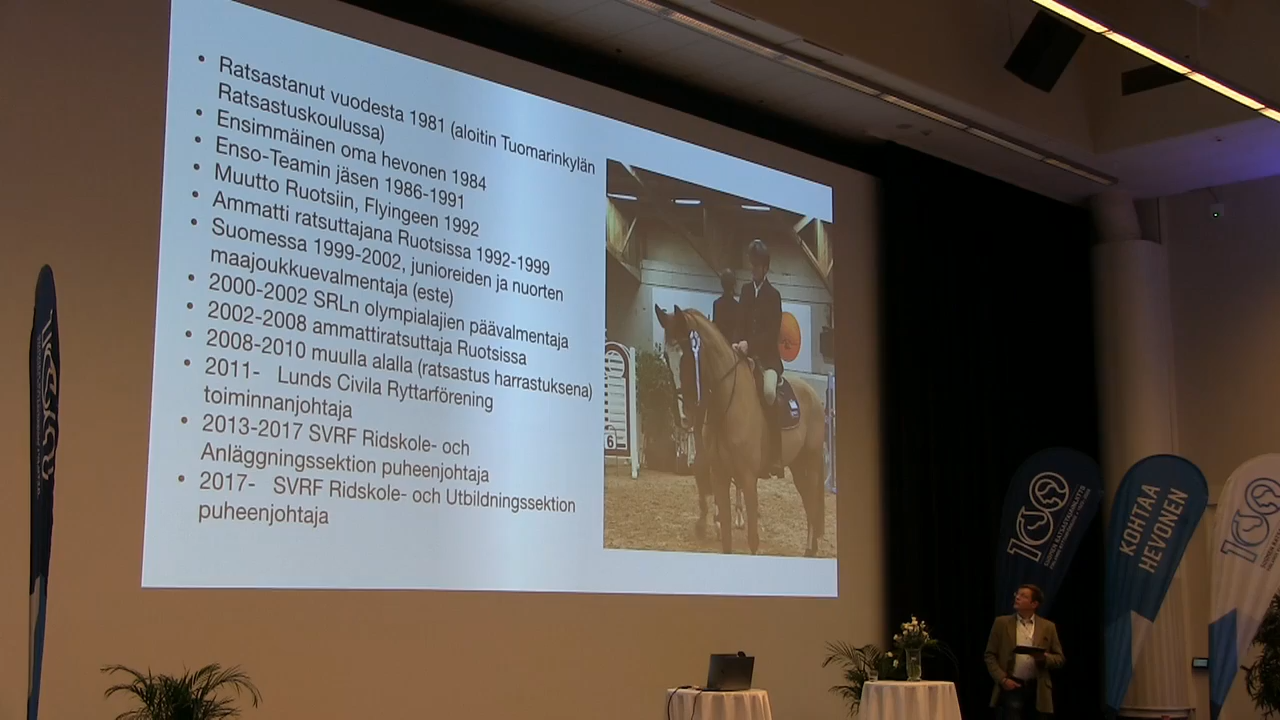 • Ratsastanut vuodesta 1981 (aloitin Tuomarinkylän
Ratsastuskoulussa)
• Ensimmäinen oma hevonen 1984
• Enso-Teamin jäsen 1986-1991
• Muutto Ruotsiin, Flyingeen 1992
• Ammatti ratsuttajana Ruotsissa 1992-1999
• Suomessa 1999-2002, junioreiden ja nuorten
maajoukkuevalmentaja (este)
• 2000-2002 SRLn olympialajien päävalmentaja
• 2002-2008 ammattiratsuttaja Ruotsissa
• 2008-2010 muulla alalla (ratsastus harrastuksena)
• 2011- Lunds Civila Ryttarförening
toiminnanjohtaja
• 2013-2017 SVRF Ridskole- och
Anläggningssektion puheenjohtaja
• 2017- SVRF Ridskole- och Utbildningssektion
puheenjohtaja
6
100
KOHTAA
HEVONEN
100